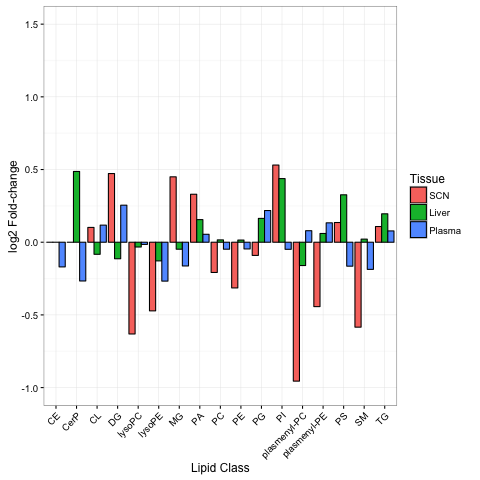 1.5
1.0
0.5
0.0
-0.5
-1.0
log2 Fold-change
CE
CerP
CL
DG
lysoPC
lysoPE
MG
PA
PC
PE
PG
PI
plasmenyl-PC
plasmenyl-PE
PS
SM
TG
Lipid Class
Tissue
SCN
Liver
Plasma